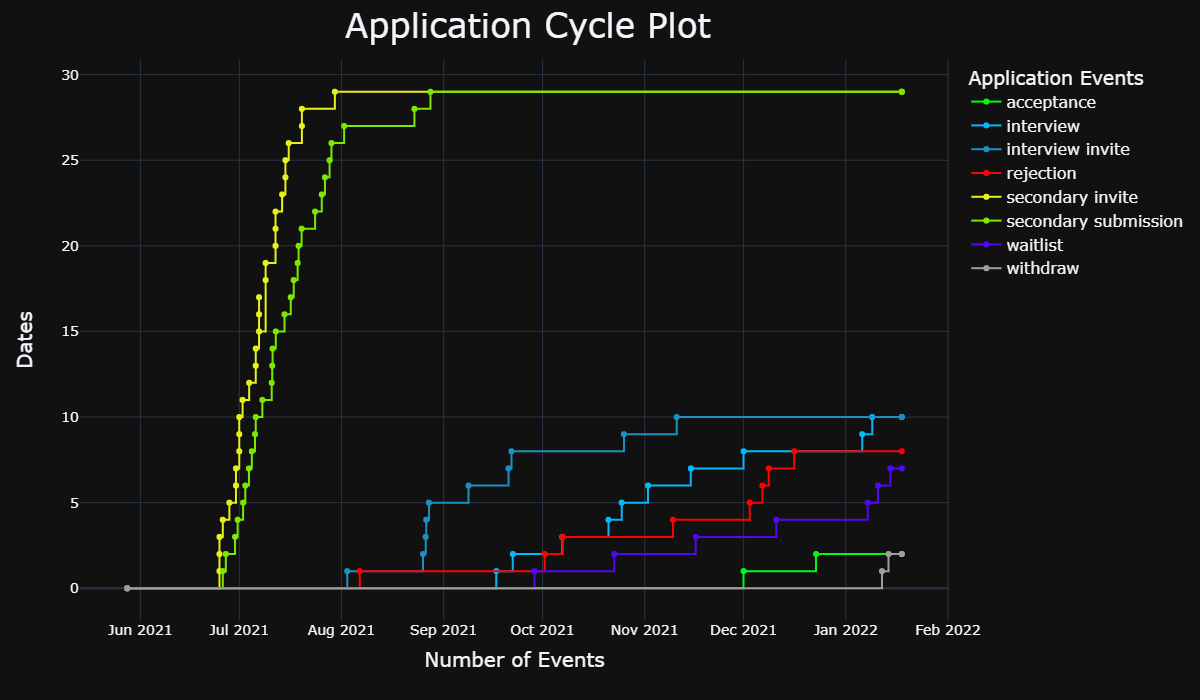 Application Cycle Plot
Application Events
acceptance
interview
interview invite
rejection
secondary invite
secondary submission
waitlist
withdraw
Dates
30
25
20
15
10
5
0
Jun 2021 Jul 2021 Aug 2021 Sep 2021 Oct 2021 Nov 2021 Dec 2021 Jan 2022 Feb 2022
Number of Events